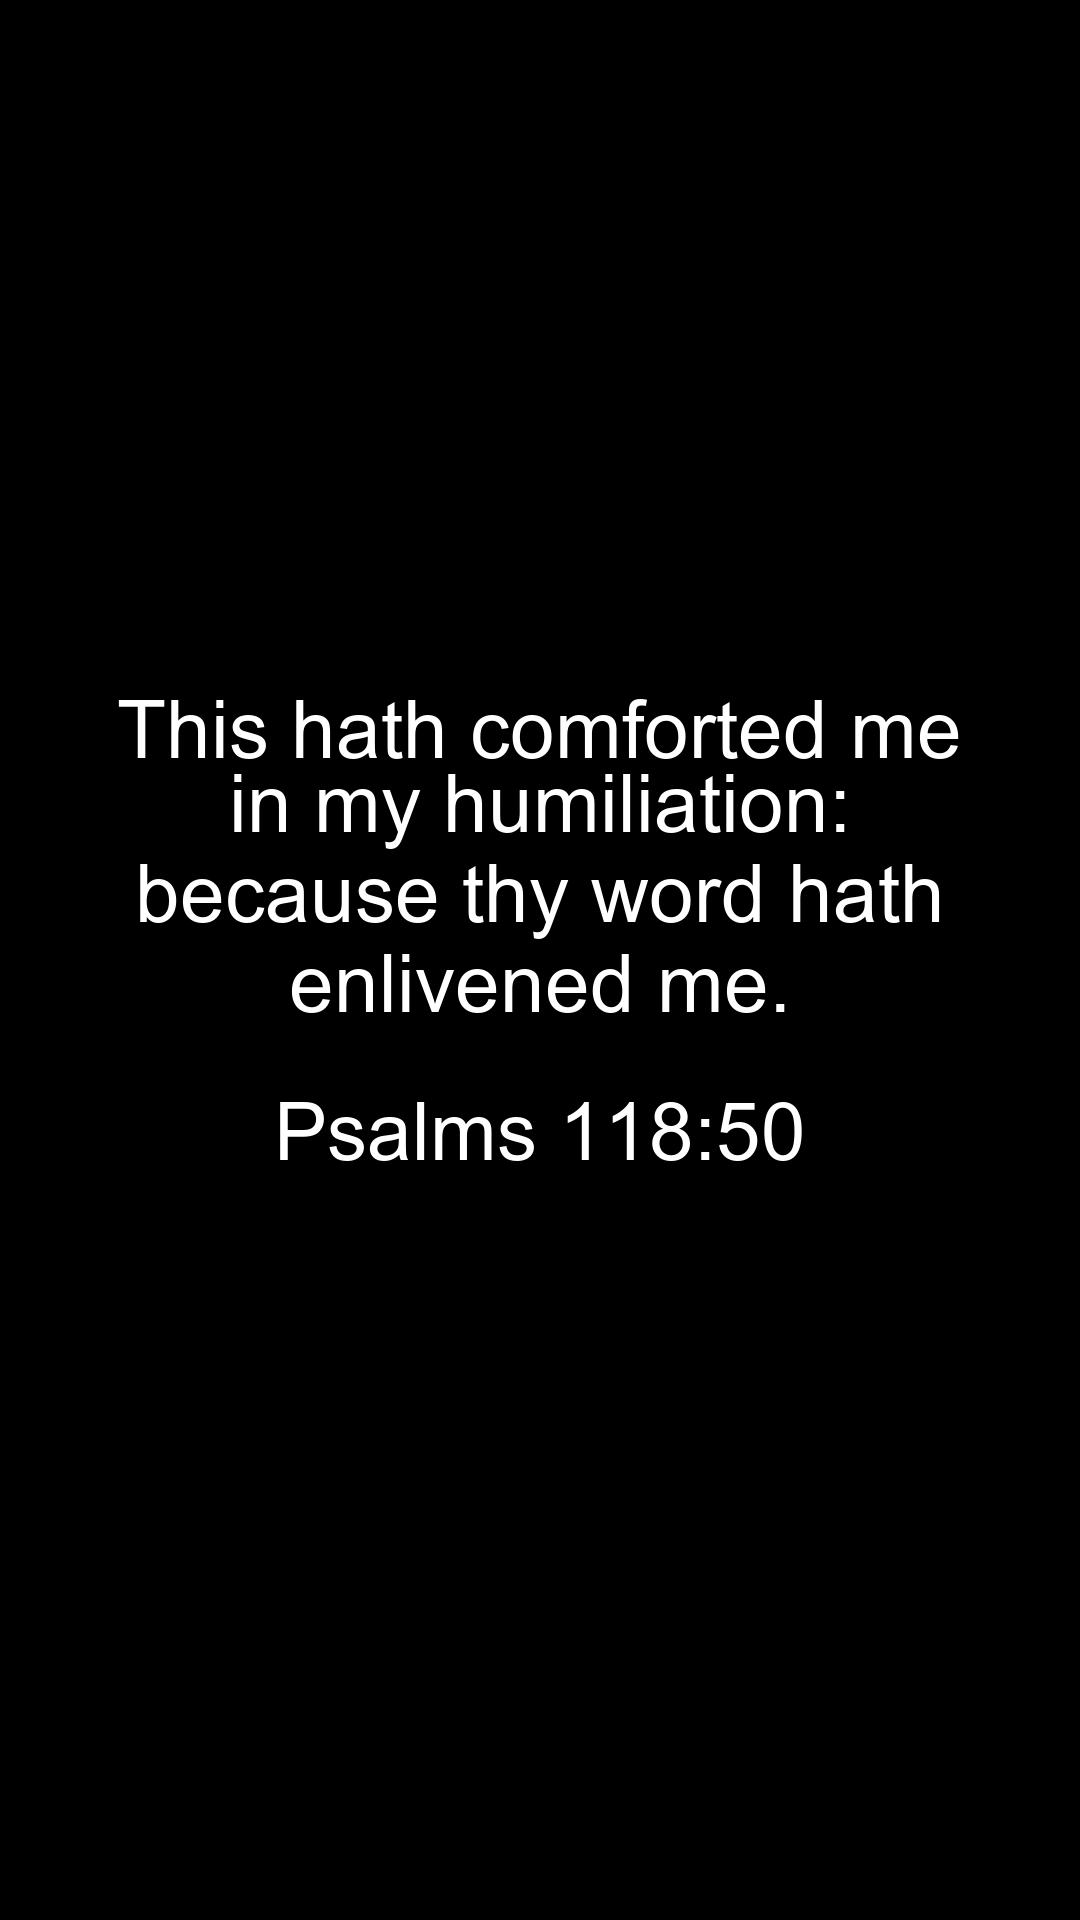 This hath comforted me
in my humiliation:
because thy word hath
enlivened me.
Psalms 118:50